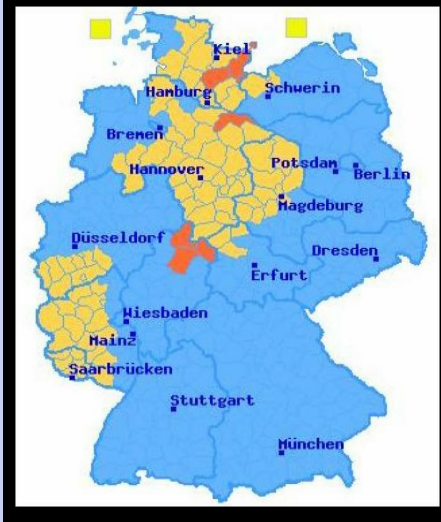 Kiel
Schwerin
Hamburg
Bremen
Hannover
Potsdam
Berlin
Magdeburg
Düsseldorf
Dresden
Erfurt
Wiesbaden
Mainz
Saarbrücken
Stuttgart
München